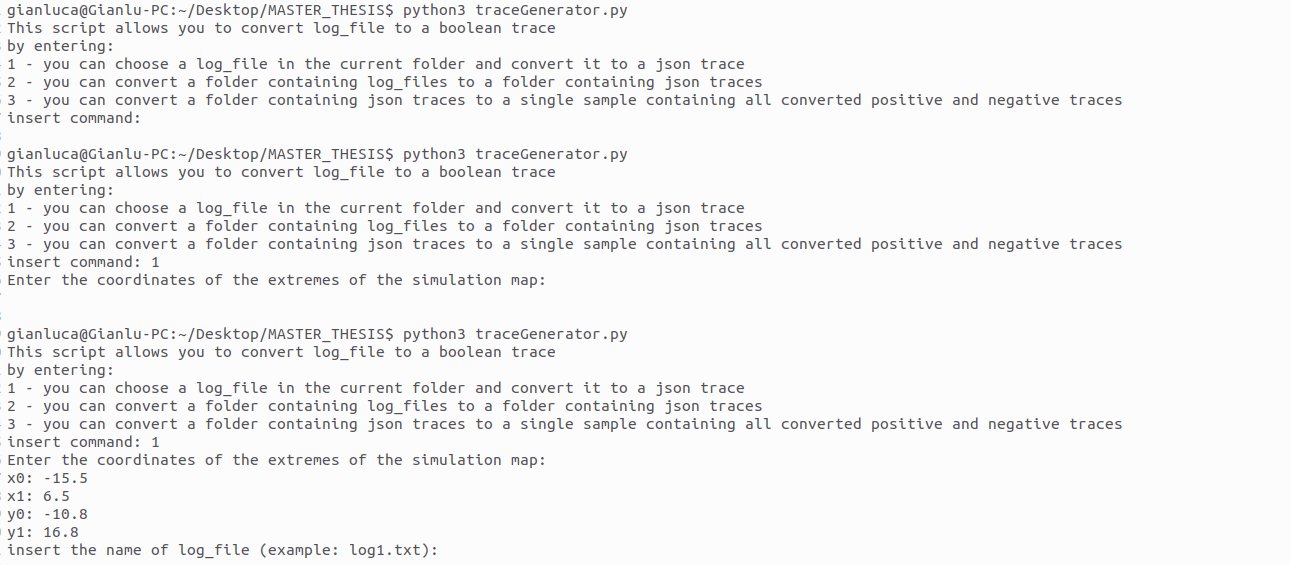 gianluca@Gianlu-PC:~/Desktop/MASTER_THESIS$ python3 traceGenerator.py
This script allows you to convert log_file to a boolean trace
by entering:
1 - you can choose a log_file in the current folder and convert it to a json trace
2 - you can convert a folder containing log_files to a folder containing json traces
3 - you can convert a folder containing json traces to a single sample containing all converted positive and negative traces
insert command:
gianluca@Gianlu-PC:~/Desktop/MASTER_THESIS$ python3 traceGenerator.py
This script allows you to convert log_file to a boolean trace
by entering:
1 - you can choose a log_file in the current folder and convert it to a json trace
2 - you can convert a folder containing log_files to a folder containing json traces
3 - you can convert a folder containing json traces to a single sample containing all converted positive and negative traces
insert command: 1
Enter the coordinates of the extremes of the simulation map:
gianluca@Gianlu-PC:~/Desktop/MASTER_THESIS$ python3 traceGenerator.py
This script allows you to convert log_file to a boolean trace
by entering:
1 - you can choose a log_file in the current folder and convert it to a json trace
2 - you can convert a folder containing log_files to a folder containing json traces
3 - you can convert a folder containing json traces to a single sample containing all converted positive and negative traces
insert command: 1
Enter the coordinates of the extremes of the simulation map:
x0: -15.5
x1: 6.5
y0: -10.8
y1: 16.8
insert the name of log_file (example: log1.txt):